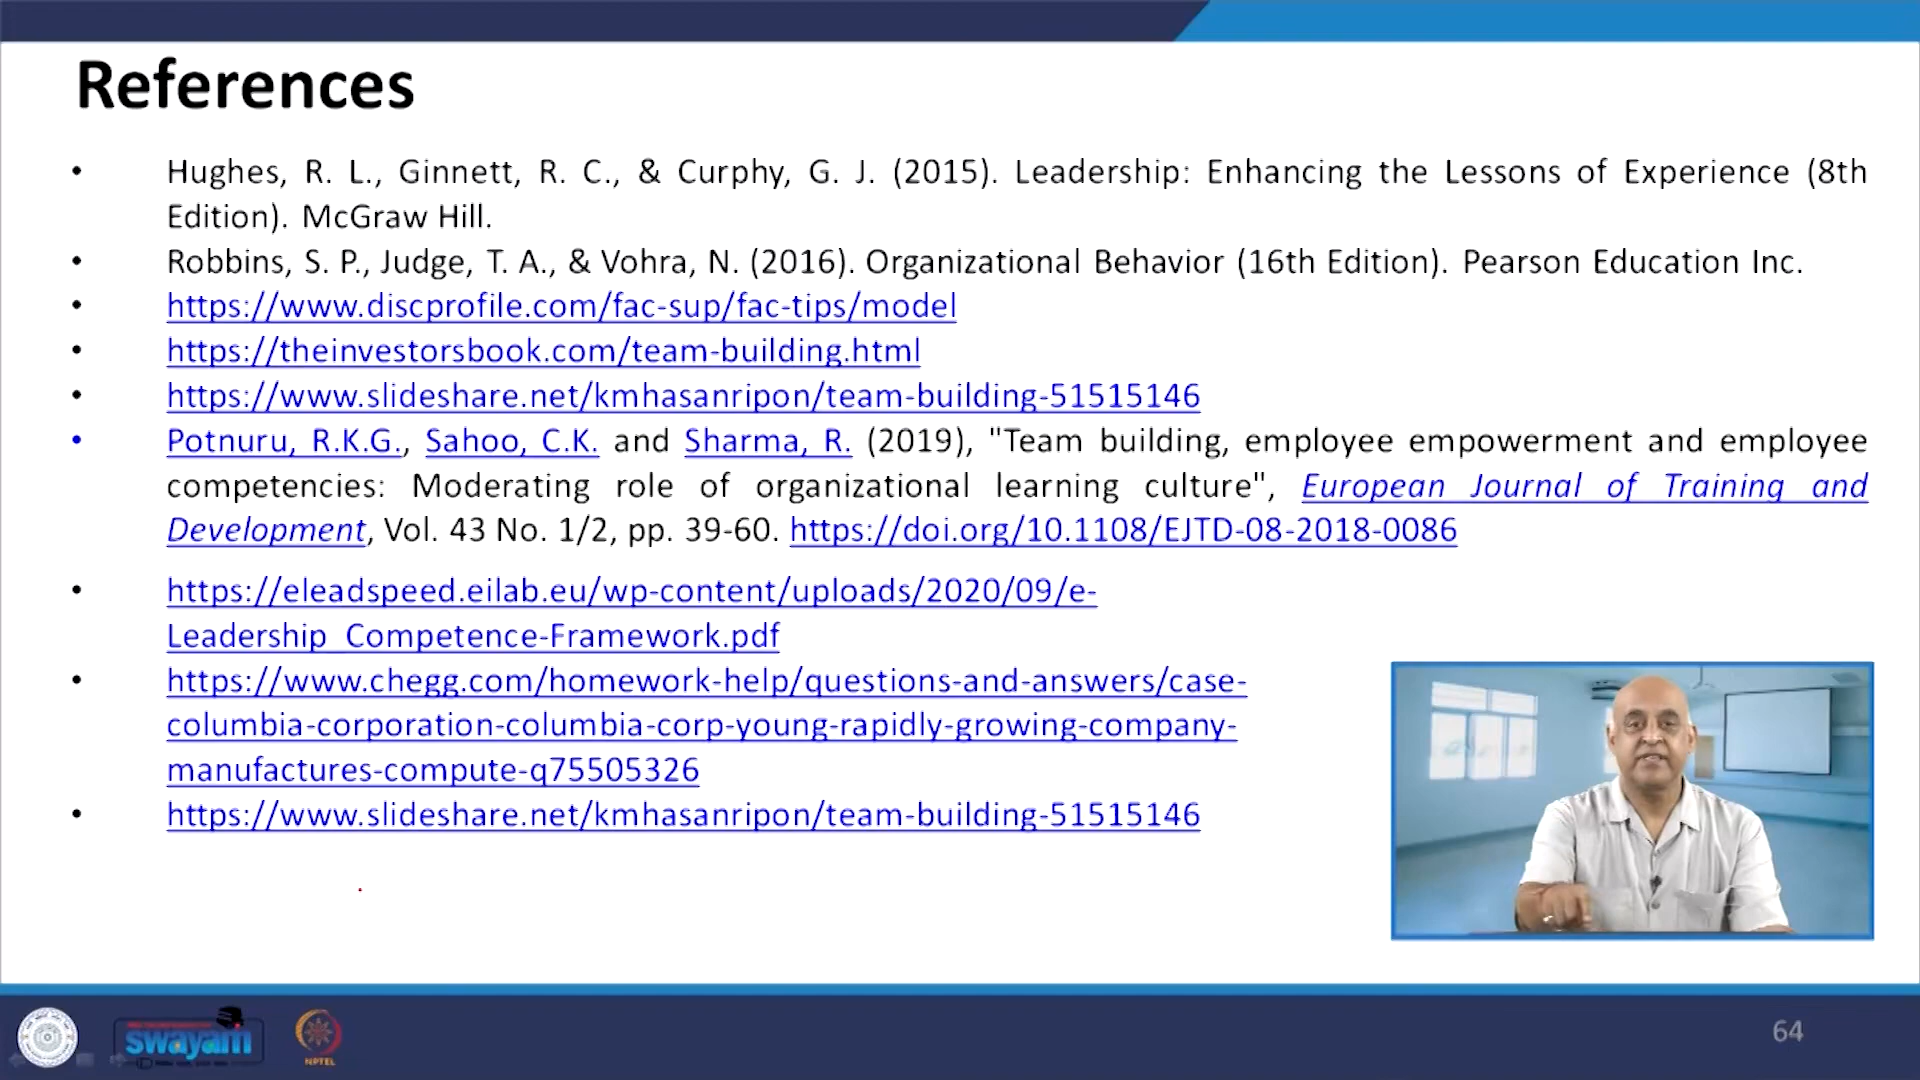 References
• Hughes, R. L., Ginnett, R. C., & Curphy, G. J. (2015). Leadership: Enhancing the Lessons of Experience (8th
Edition). McGraw Hill.
• Robbins, S. P., Judge, T. A., & Vohra, N. (2016). Organizational Behavior (16th Edition). Pearson Education Inc.
• https://www.discprofile.com/fac-sup/fac-tips/model
• https://theinvestorsbook.com/team-building.html
• https://www.slideshare.net/kmhasanripon/team-building-51515146
• Potnuru, R.K.G., Sahoo, C.K. and Sharma, R. (2019), "Team building, employee empowerment and employee
competencies: Moderating role of organizational learning culture", European Journal of Training and
Development, Vol. 43 No. 1/2, pp. 39-60. https://doi.org/10.1108/EJTD-08-2018-0086
• https://eleadspeed.eilab.eu/wp-content/uploads/2020/09/e-
Leadership_Competence-Framework.pdf
• https://www.chegg.com/homework-help/questions-and-answers/case-
columbia-corporation-columbia-corp-young-rapidly-growing-company-
manufactures-compute-q75505326
• https://www.slideshare.net/kmhasanripon/team-building-51515146
swayam
NPTEL
64